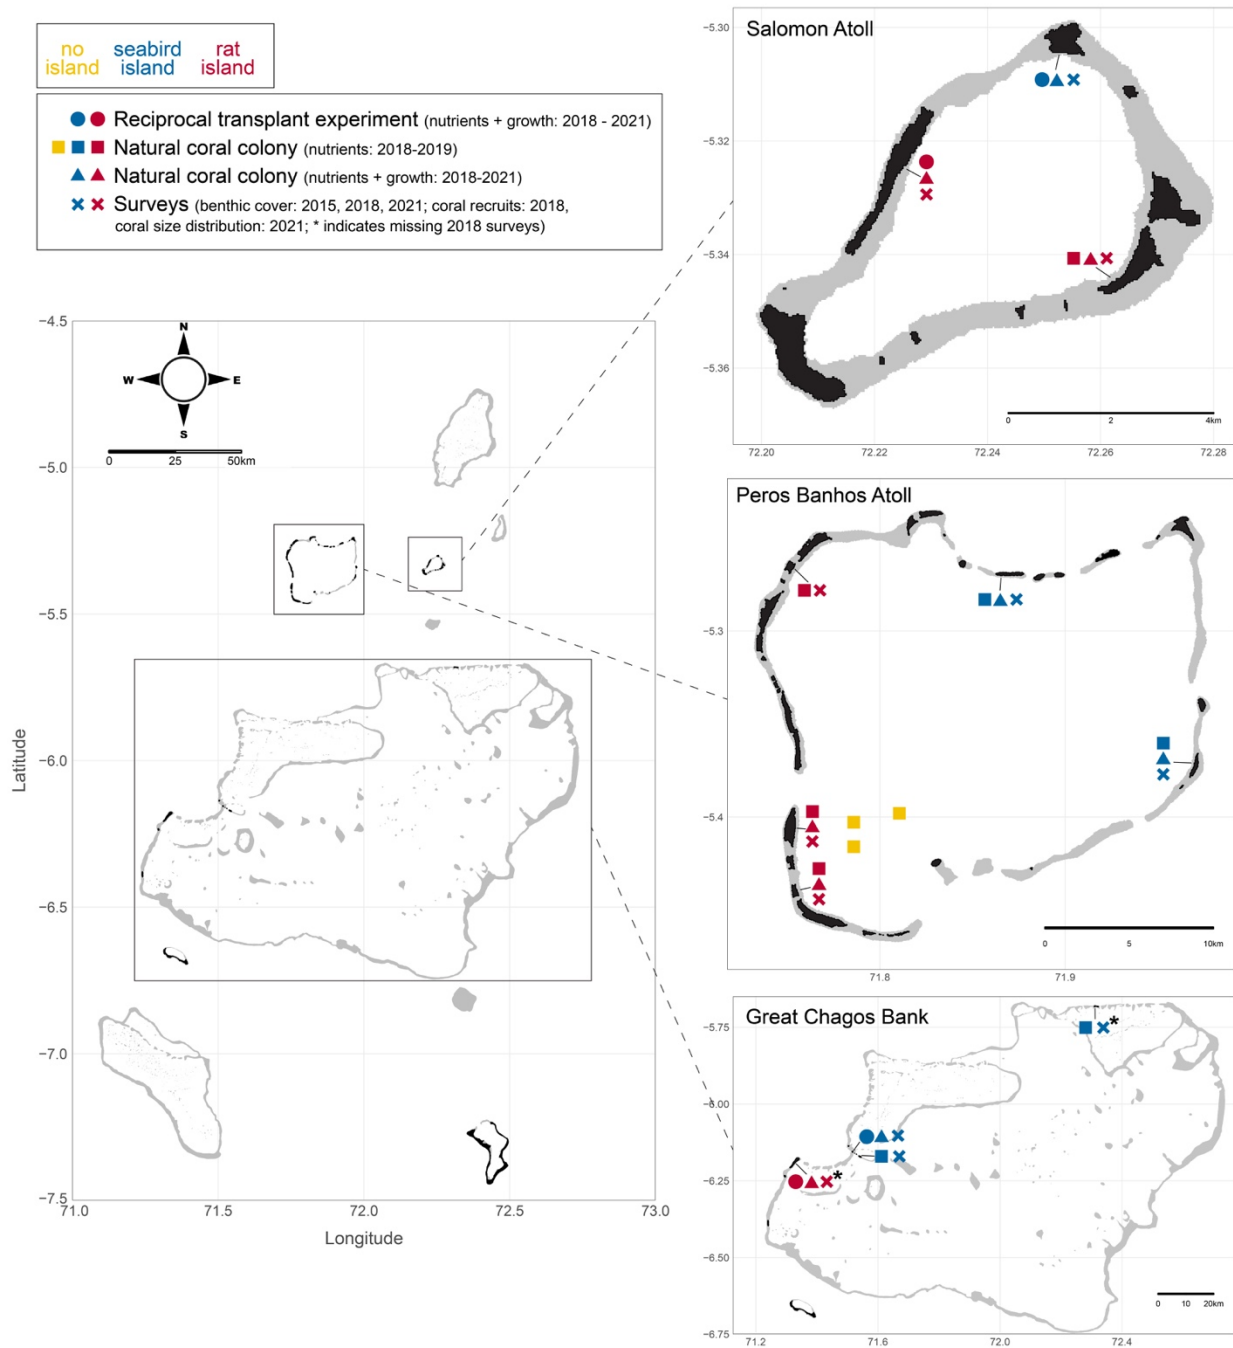 no island
seabird island
rat island
Reciprocal transplant experiment (nutrients + growth: 2018 - 2021)
Natural coral colony (nutrients: 2018-2019)
Natural coral colony (nutrients + growth: 2018-2021)
Surveys (benthic cover: 2015, 2018, 2021; coral recruits: 2018,
coral size distribution: 2021; * indicates missing 2018 surveys)
N
W E
S
0 25 50km
−4.5
−5.0
−5.5
−6.0
−6.5
−7.0
−7.5
Latitude
71.0 71.5 72.0 72.5 73.0
Longitude
Salomon Atoll
−5.30
−5.32
−5.34
−5.36
0 2 4km
72.20 72.22 72.24 72.26 72.28
Peros Banhos Atoll
−5.3
−5.4
0 5 10km
71.8 71.9
Great Chagos Bank
*
*
−5.75
−6.00
−6.25
−6.50
−6.75
0 10 20km
71.2 71.6 72.0 72.4